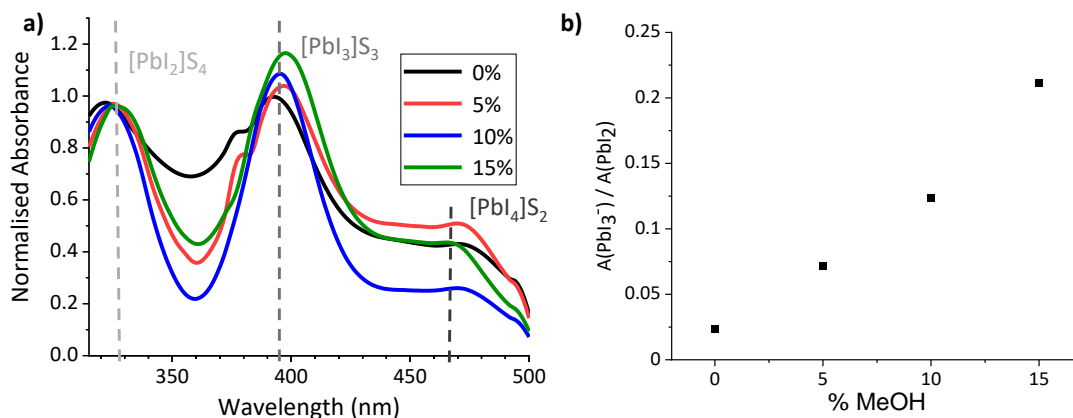 a)
[PbI2]S4
[PbI3]S3
[PbI4]S2
0%
5%
10%
15%
1.2
1.0
0.8
0.6
0.4
0.2
0.0
Normalised Absorbance
350
400
450
500
Wavelength (nm)
b)
0.25
0.20
0.15
0.10
0.05
0
A(PbI3⁻) / A(PbI2)
0
5
10
15
% MeOH